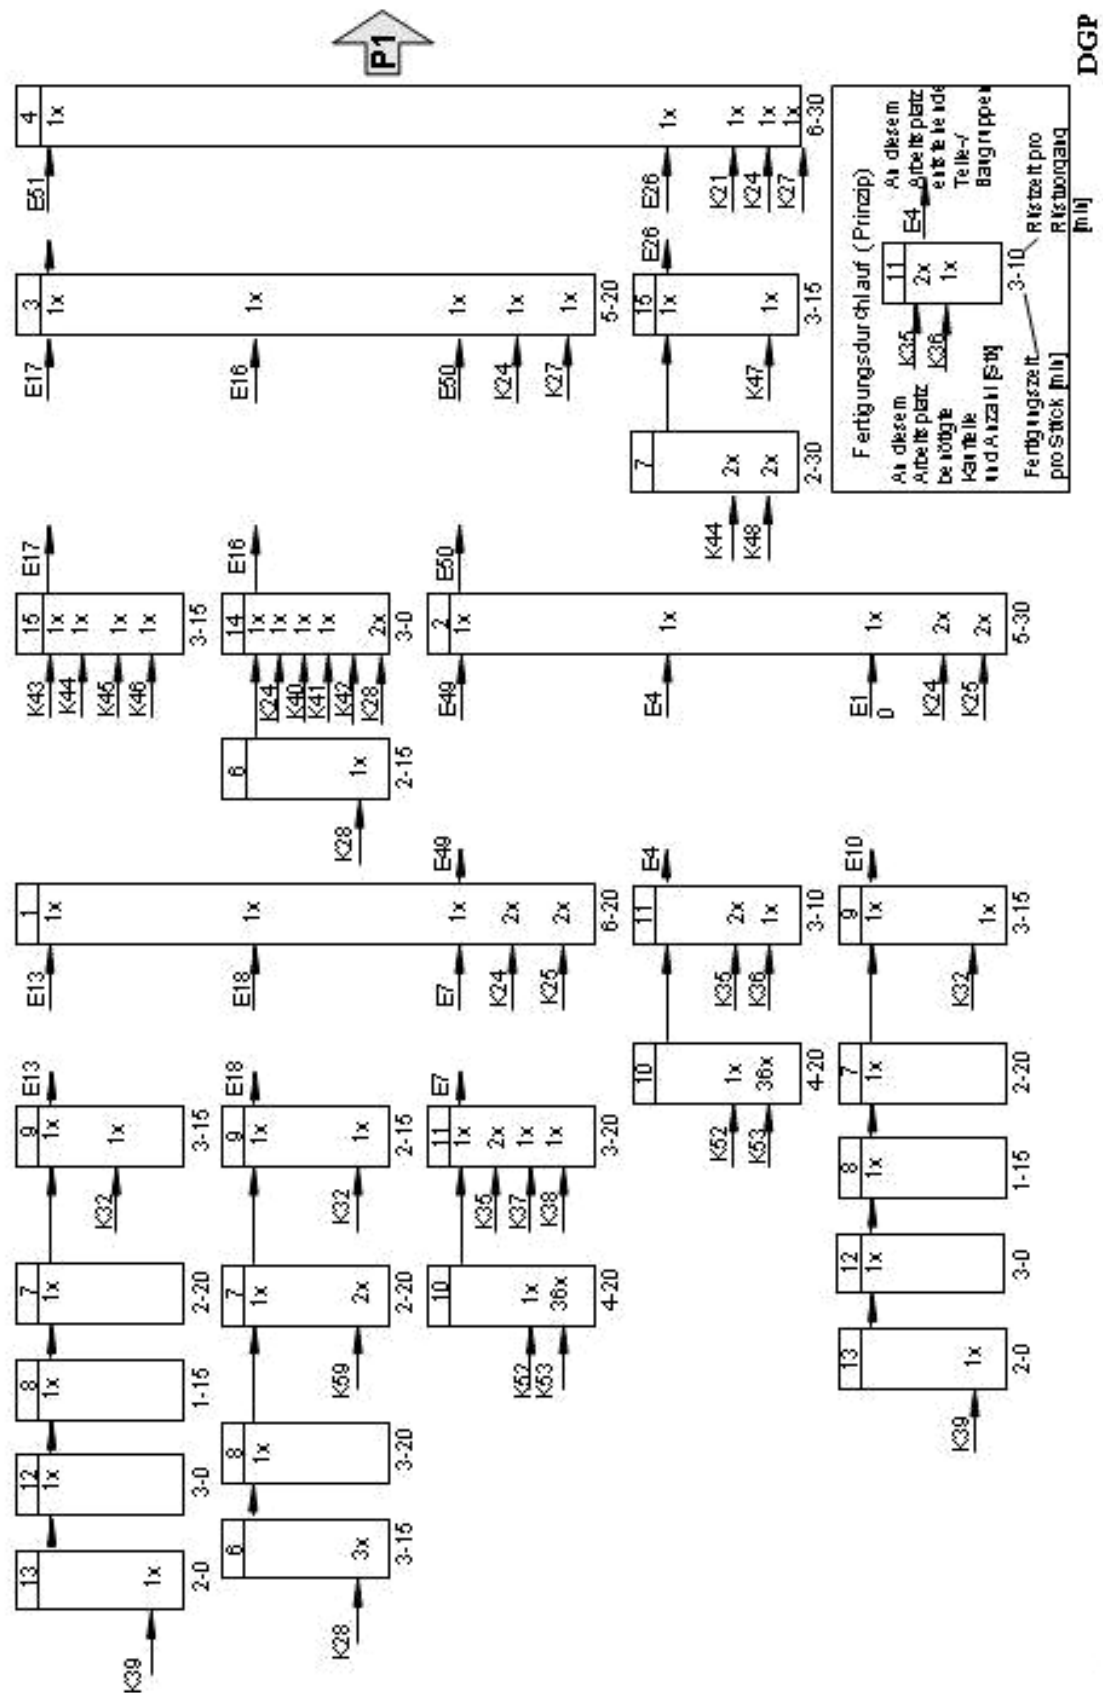 K39
13
1x
2-0
12
1x
3-0
8
1x
1-15
7
1x
2-20
K32
9
1x
1x
3-15
E13
K28
6
3x
3-15
8
1x
3-20
K59
7
1x
2x
2-20
K32
9
1x
1x
2-15
E18
K52
K53
10
1x
36x
4-20
K35
K37
K38
11
1x
2x
1x
1x
3-20
E7
E13
E18
E7
K24
K25
1
1x
1x
1x
2x
2x
6-20
E49
K52
K53
10
1x
36x
4-20
K35
K36
11
2x
1x
3-10
E4
K39
13
1x
2-0
12
1x
3-0
8
1x
1-15
7
1x
2-20
K32
9
1x
1x
3-15
E10
K43
K44
K45
K46
15
1x
1x
1x
1x
3-15
E17
K28
6
1x
2-15
K24
K40
K41
K42
K28
14
1x
1x
1x
1x
2x
3-0
E16
E49
E4
E1
0
K24
K25
2
1x
1x
1x
2x
2x
5-30
E50
E17
E16
E50
K24
K27
3
1x
1x
1x
1x
1x
5-20
K44
K48
7
2x
2x
2-30
K47
15
1x
1x
3-15
E26
E51
E26
K21
K24
K27
4
1x
1x
1x
1x
1x
6-30
P1
Fertigungsdurchlauf (Prinzip)
An diesem
Arbeitsplatz
benötigte
Kaufteile
und Anzahl [Stk]
K35
K36
11
2x
1x
E4
An diesem
Arbeitsplatz
entstehende
Teile-/
Baugruppen
3-10
Fertigungszeit
pro Stück [min]
Rüstzeit pro
Rüstvorgang
[min]
DGP